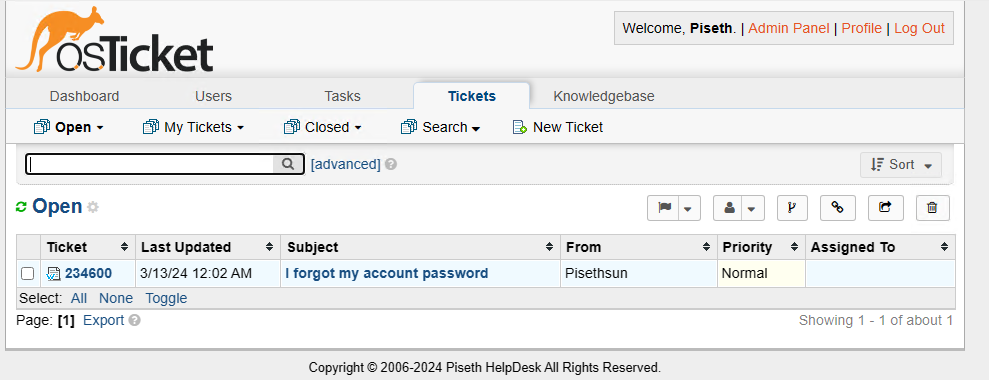 Welcome, Piseth. | Admin Panel | Profile | Log Out
osTicket
Dashboard Users Tasks Tickets Knowledgebase
Open My Tickets Closed Search New Ticket
[advanced] Sort
Open
Ticket Last Updated Subject From Priority Assigned To
234600 3/13/24 12:02 AM I forgot my account password Pisethsun Normal
Select: All None Toggle
Page: [1] Export Showing 1 - 1 of about 1
Copyright © 2006-2024 Piseth HelpDesk All Rights Reserved.